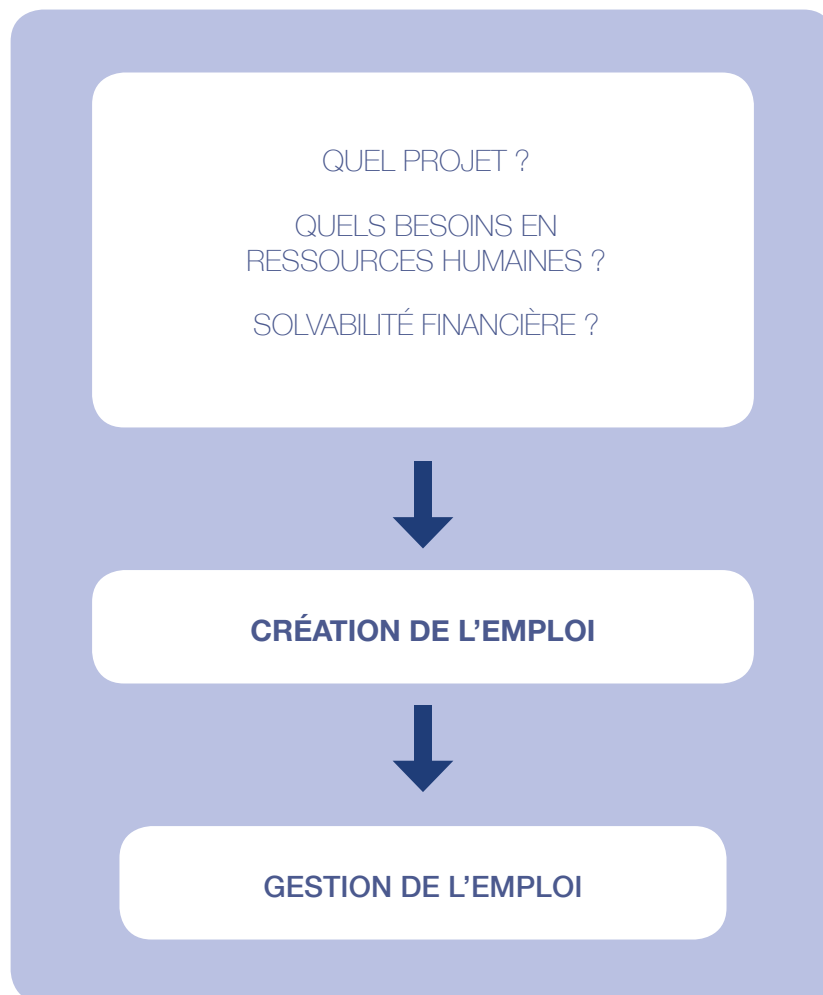 QUEL PROJET ?
QUELS BESOINS EN
RESSOURCES HUMAINES ?
SOLVABILITÉ FINANCIÈRE ?
CRÉATION DE L’EMPLOI
GESTION DE L’EMPLOI